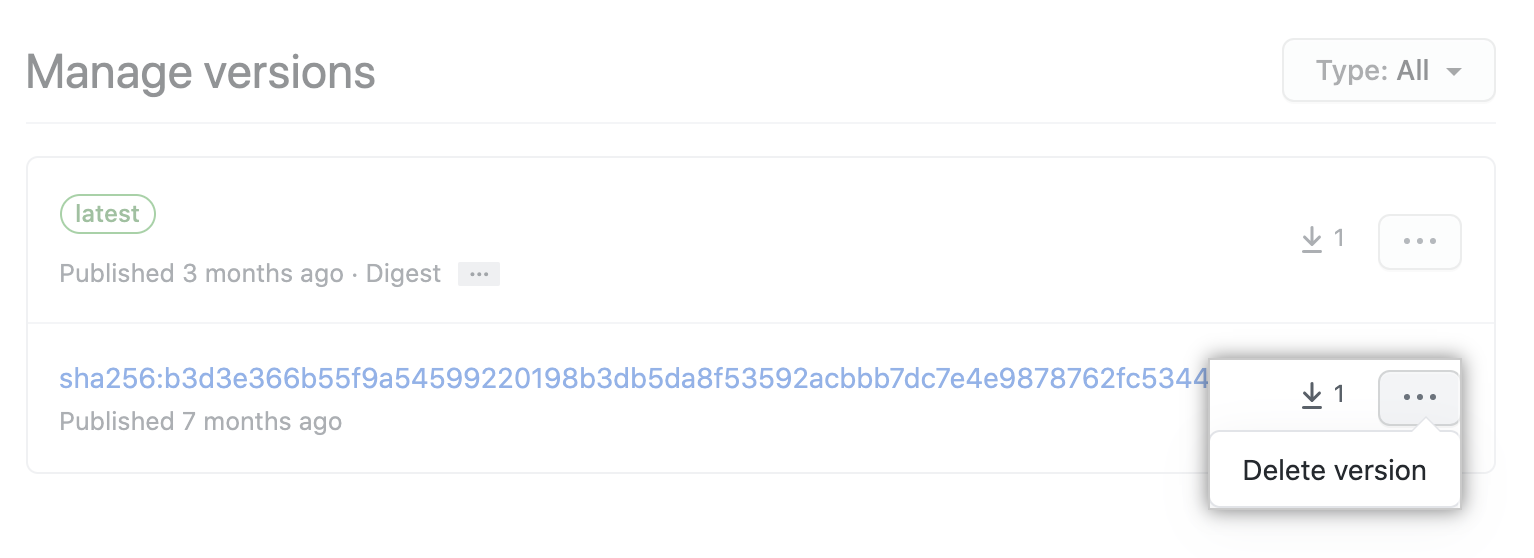 Manage versions
Type: All
latest
Published 3 months ago · Digest ...
1
sha256:b3d3e366b55f9a54599220198b3db5da8f53592acbbb7dc7e4e9878762fc5344
1
Published 7 months ago
Delete version